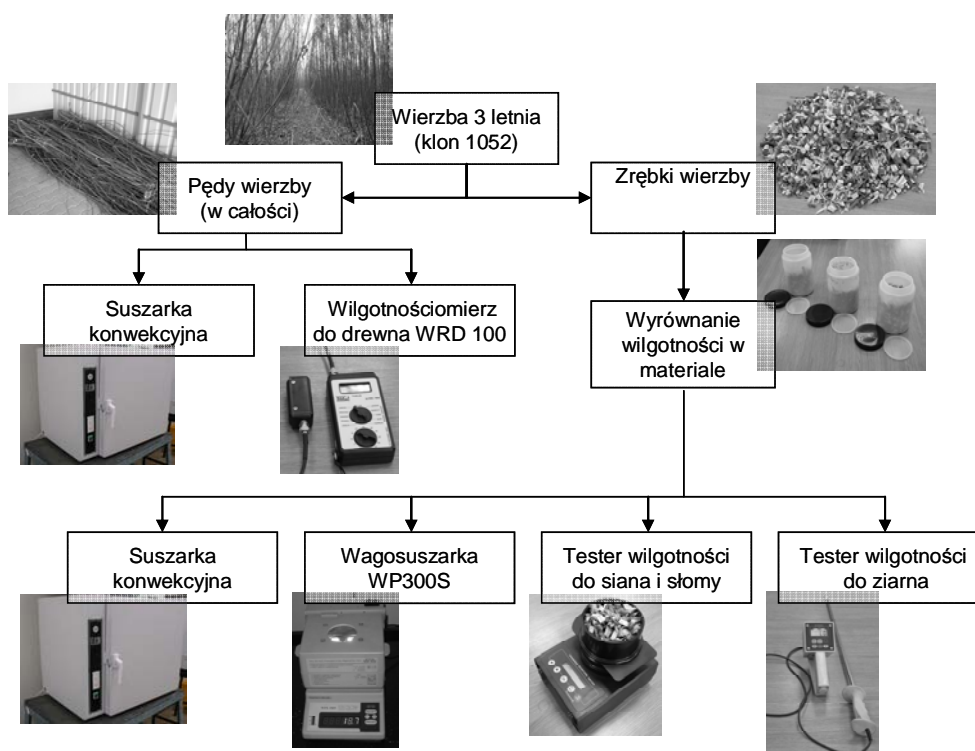 Wierzba 3 letnia
(klon 1052)
Pędy wierzby
(w całości)
Zrębki wierzby
Suszarka
konwekcyjna
Wilgotnościomierz
do drewna WRD 100
Wyrównanie
wilgotności w
materiale
Suszarka
konwekcyjna
Wagosuszarka
WP300S
Tester wilgotności
do siana i słomy
Tester wilgotności
do ziarna